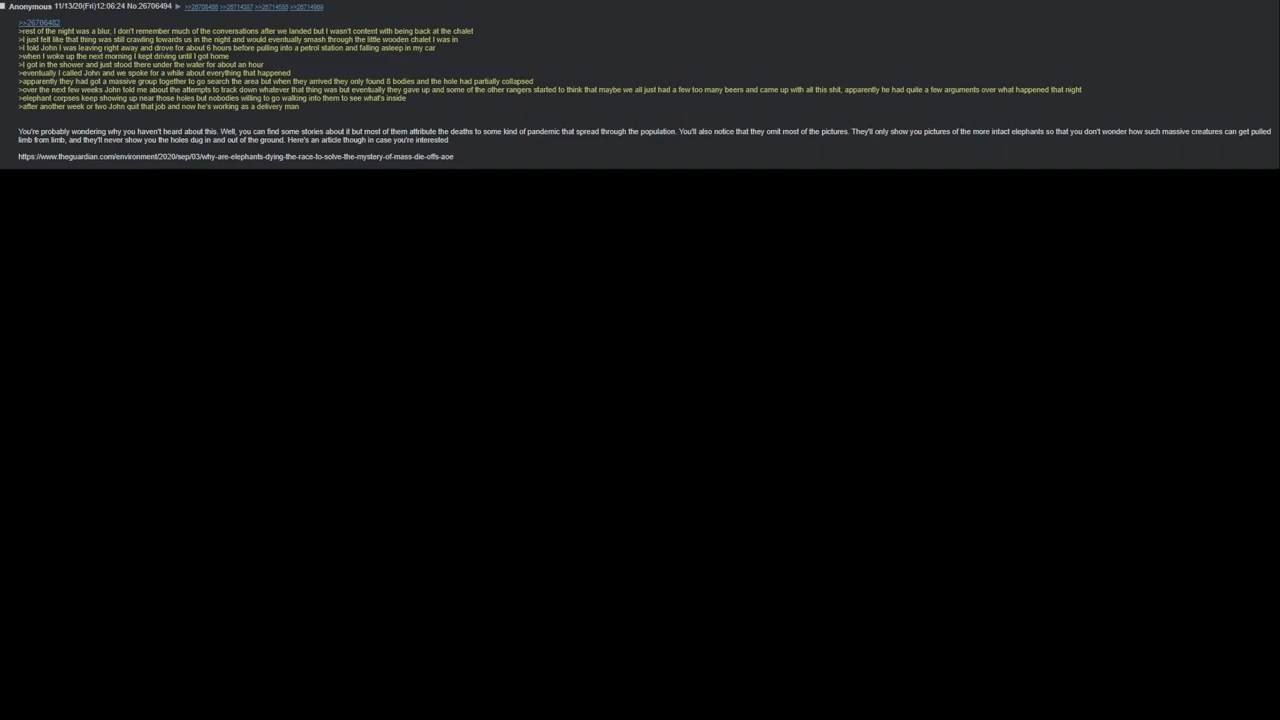 Anonymous 11/13/20(Fri)12:06:24 No.26706494 ▶ >>26708486 >>26714387 >>26714595 >>26714969
>>26706482
>rest of the night was a blur, I don't remember much of the conversations after we landed but I wasn't content with being back at the chalet
>I just felt like that thing was still crawling towards us in the night and would eventually smash through the little wooden chalet I was in
>I told John I was leaving right away and drove for about 6 hours before pulling into a petrol station and falling asleep in my car
>when I woke up the next morning I kept driving until I got home
>I got in the shower and just stood there under the water for about an hour
>eventually I called John and we spoke for a while about everything that happened
>apparently they had got a massive group together to go search the area but when they arrived they only found 8 bodies and the hole had partially collapsed
>over the next few weeks John told me about the attempts to track down whatever that thing was but eventually they gave up and some of the other rangers started to think that maybe we all just had a few too many beers and came up with all this shit, apparently he had quite a few arguments over what happened that night
>elephant corpses keep showing up near those holes but nobodies willing to go walking into them to see what's inside
>after another week or two John quit that job and now he's working as a delivery man
You're probably wondering why you haven't heard about this. Well, you can find some stories about it but most of them attribute the deaths to some kind of pandemic that spread through the population. You'll also notice that they omit most of the pictures. They'll only show you pictures of the more intact elephants so that you don't wonder how such massive creatures can get pulled
limb from limb, and they'll never show you the holes dug in and out of the ground. Here's an article though in case you're interested
https://www.theguardian.com/environment/2020/sep/03/why-are-elephants-dying-the-race-to-solve-the-mystery-of-mass-die-offs-aoe